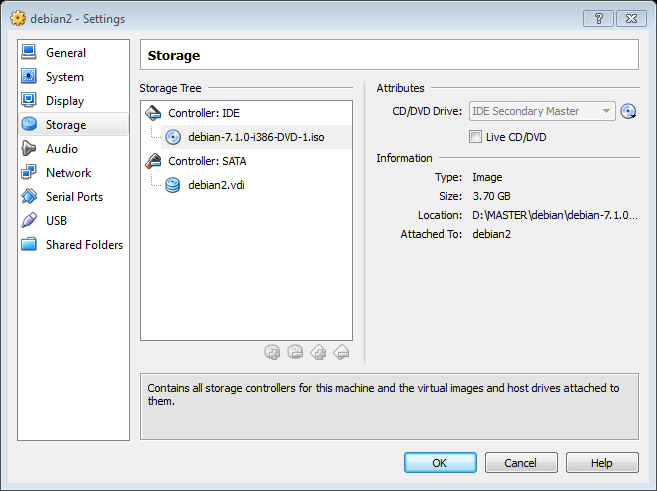 debian2 - Settings
General
System
Display
Storage
Audio
Network
Serial Ports
USB
Shared Folders
Storage
Storage Tree
Controller: IDE
debian-7.1.0-i386-DVD-1.iso
Controller: SATA
debian2.vdi
Attributes
CD/DVD Drive: IDE Secondary Master
Live CD/DVD
Information
Type: Image
Size: 3.70 GB
Location: D:\MASTER\debian\debian-7.1.0...
Attached To: debian2
Contains all storage controllers for this machine and the virtual images and host drives attached to
them.
OK Cancel Help